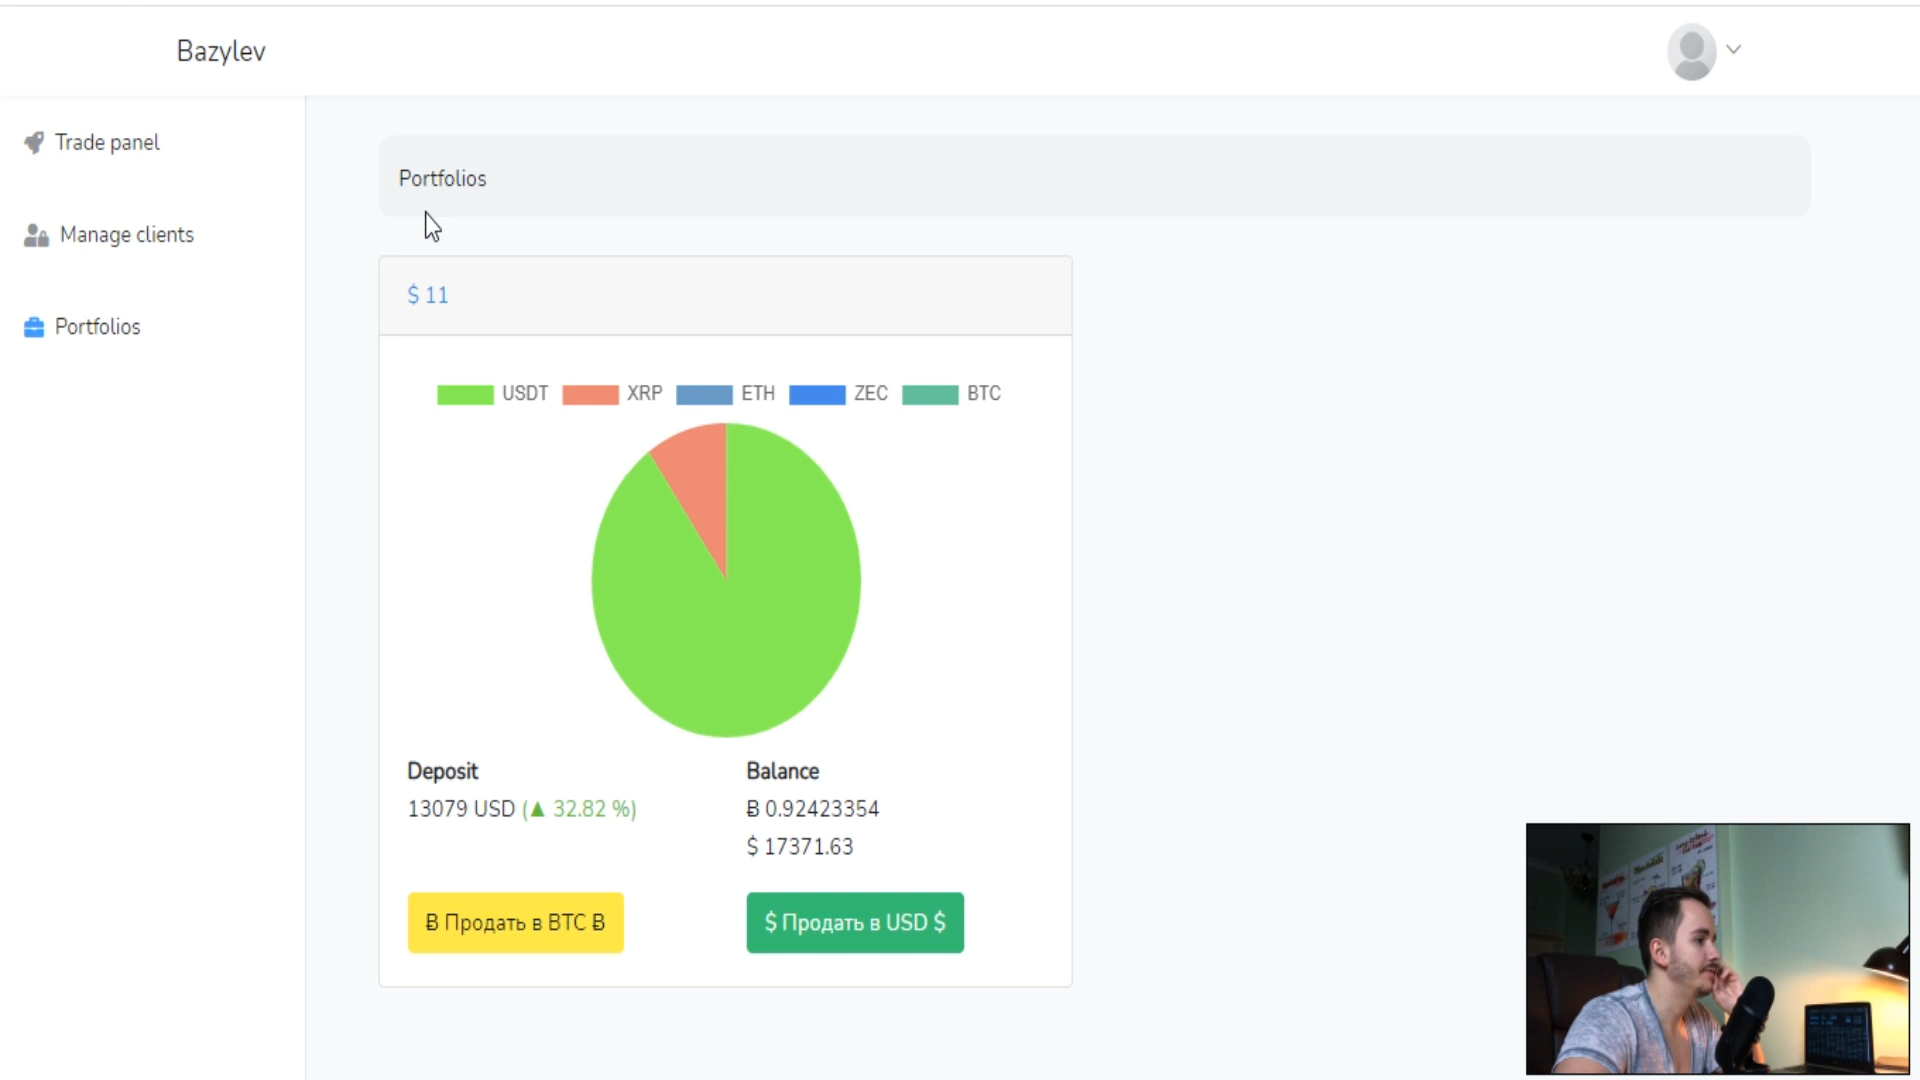 Bazylev
Trade panel
Manage clients
Portfolios
Portfolios
$ 11
USDT XRP ETH ZEC BTC
Deposit
13079 USD (▲ 32.82 %)
Balance
Ƀ 0.92423354
$ 17371.63
Ƀ Продать в BTC Ƀ
$ Продать в USD $